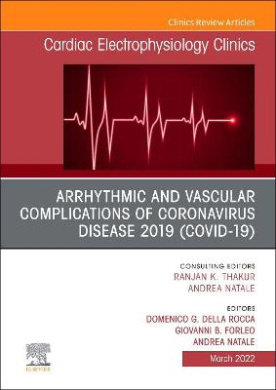 Clinics Review Articles
Cardiac Electrophysiology Clinics
ARRHYTHMIC AND VASCULAR
COMPLICATIONS OF CORONAVIRUS
DISEASE 2019 (COVID-19)
CONSULTING EDITORS
RANJAN K. THAKUR
ANDREA NATALE
EDITORS
DOMENICO G. DELLA ROCCA
GIOVANNI B. FORLEO
ANDREA NATALE
ELSEVIER
March 2022